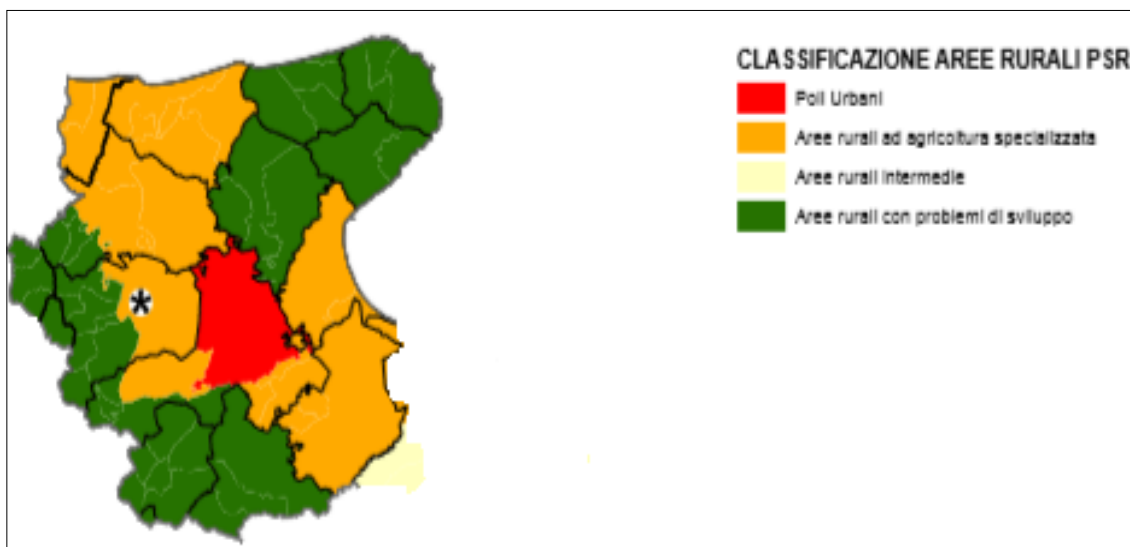 CLASSIFICAZIONE AREE RURALI PSR
Poli Urbani
Aree rurali ad agricoltura specializzata
Aree rurali intermedie
Aree rurali con problemi di sviluppo
*